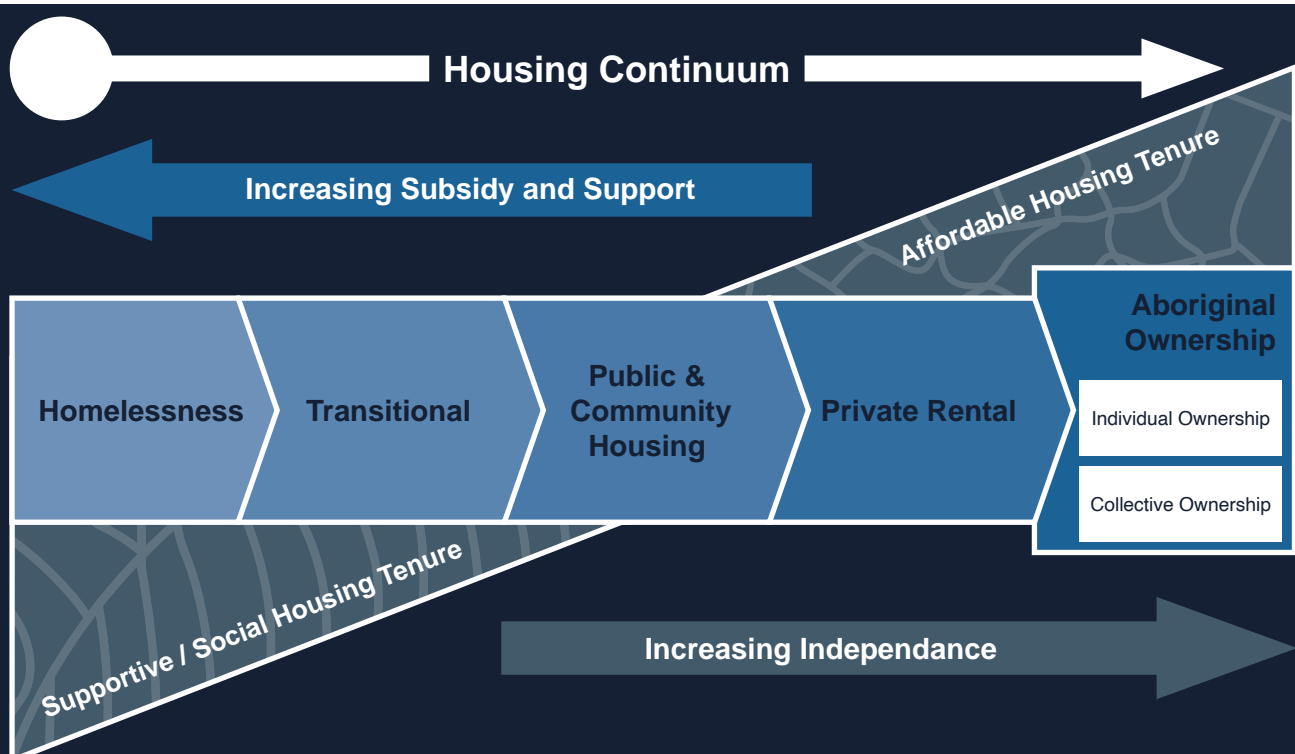 Housing Continuum
Increasing Subsidy and Support
Affordable Housing Tenure
Homelessness
Transitional
Public &
Community
Housing
Private Rental
Aboriginal
Ownership
Individual Ownership
Collective Ownership
Supportive / Social Housing Tenure
Increasing Independance